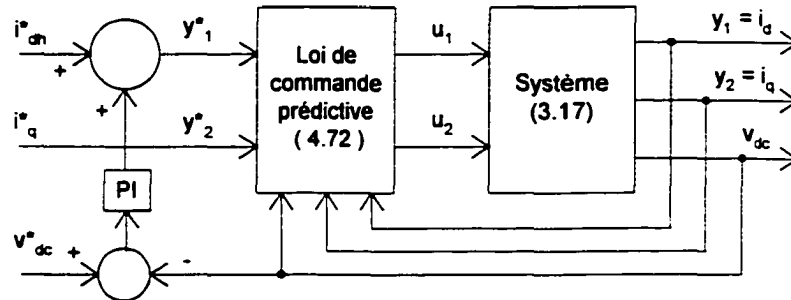 i*dh
+
+
y*1
i*q
y*2
PI
v*dc
+
-
Loi de
commande
prédictive
( 4.72 )
u1
u2
Système
(3.17)
y1 = id
y2 = iq
vdc